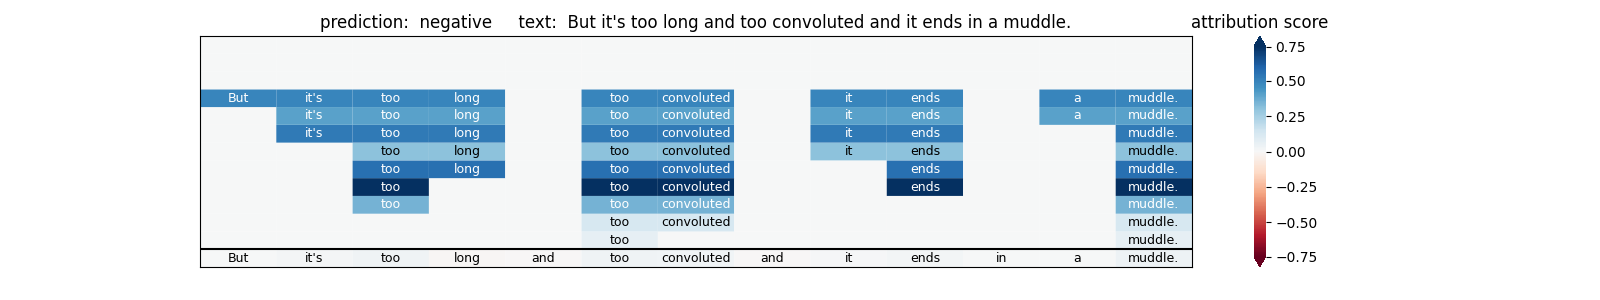 prediction: negative text: But it's too long and too convoluted and it ends in a muddle. attribution score
But it's too long too convoluted it ends a muddle.
it's too long too convoluted it ends a muddle.
it's too long too convoluted it ends muddle.
too long too convoluted it muddle.
too long too convoluted ends muddle.
too too convoluted ends muddle.
too too convoluted muddle.
too convoluted muddle.
too muddle.
But it's too long and too convoluted and it ends in a muddle.
0.75
0.50
0.25
0.00
−0.25
−0.50
−0.75